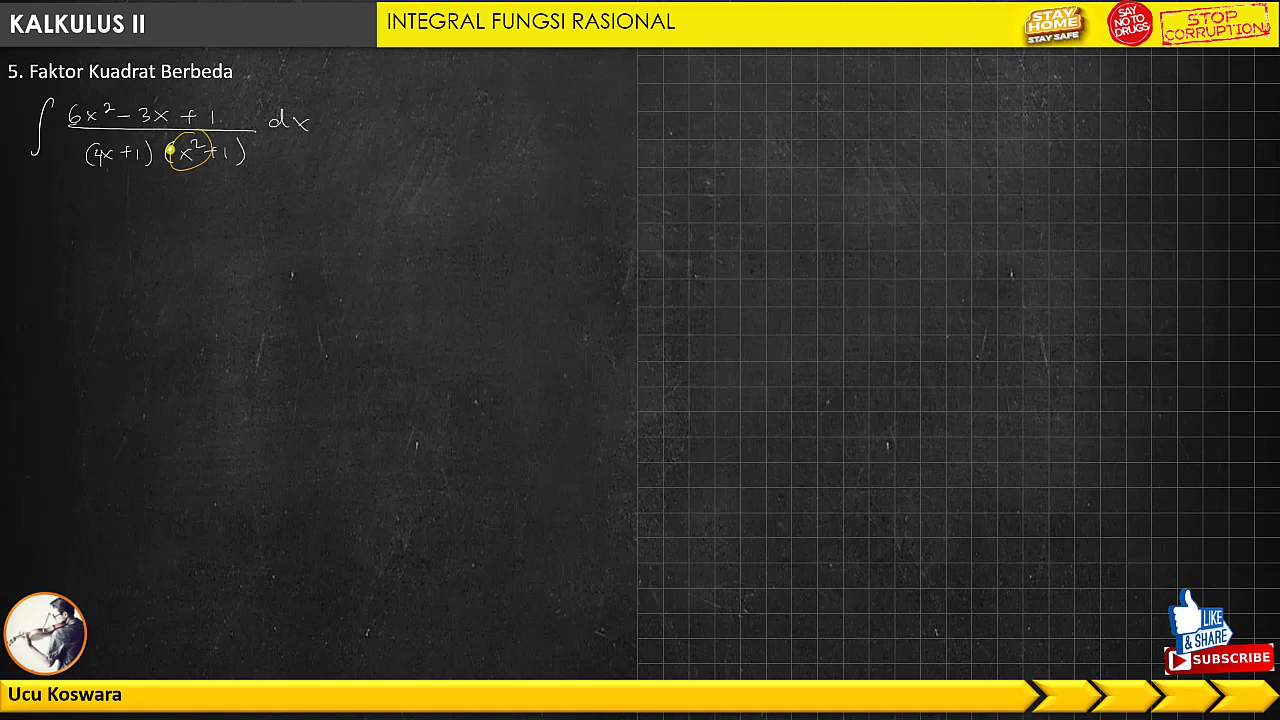 KALKULUS II
INTEGRAL FUNGSI RASIONAL
STAY HOME
STAY SAFE
SAY NO TO DRUGS
STOP CORRUPTION
5. Faktor Kuadrat Berbeda
∫ (6x² - 3x + 1) / ((4x+1)(x²+1)) dx
LIKE & SHARE
SUBSCRIBE
Ucu Koswara